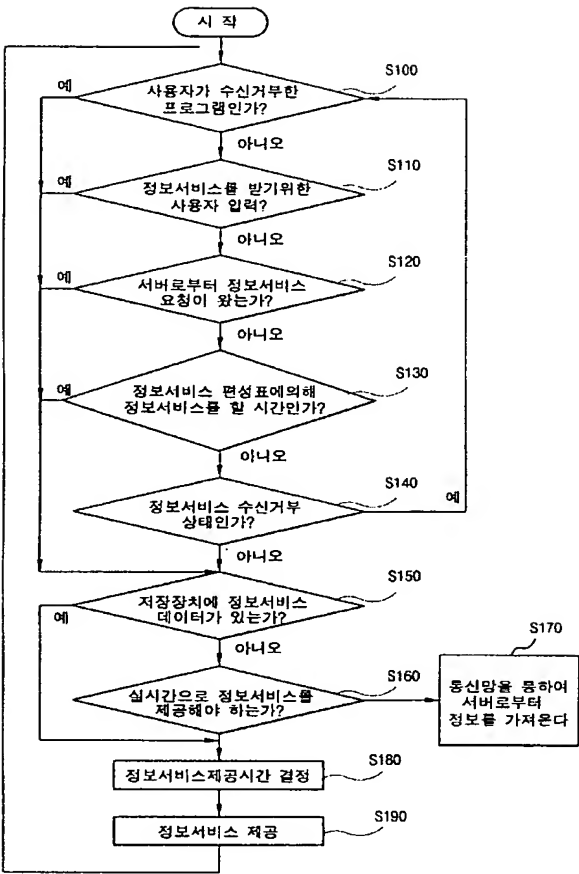 시 작
S100
예
사용자가 수신거부한
프로그램인가?
아니오
S110
예
정보서비스를 받기위한
사용자 입력?
아니오
S120
예
서버로부터 정보서비스
요청이 왔는가?
아니오
S130
예
정보서비스 편성표에의해
정보서비스를 할 시간인가?
아니오
S140
정보서비스 수신거부
상태인가?
예
아니오
S150
저장장치에 정보서비스
데이터가 있는가?
예
아니오
S160
실시간으로 정보서비스를
제공해야 하는가?
S170
통신망을 통하여
서버로부터
정보를 가져온다
S180
정보서비스제공시간 결정
S190
정보서비스 제공